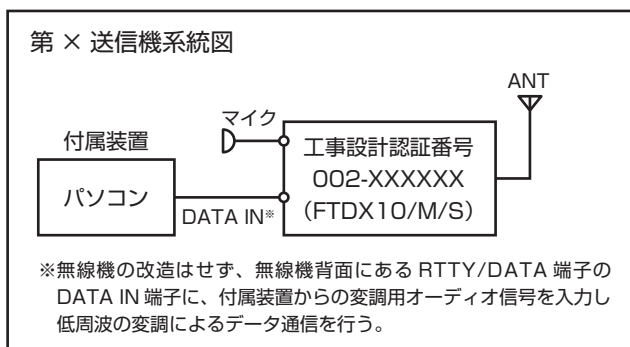 第 × 送信機系統図
ANT
マイク
付属装置
工事設計認証番号
002-XXXXXX
(FTDX10/M/S)
パソコン
DATA IN※
※無線機の改造はせず、無線機背面にある RTTY/DATA 端子の
DATA IN 端子に、付属装置からの変調用オーディオ信号を入力し
低周波の変調によるデータ通信を行う。